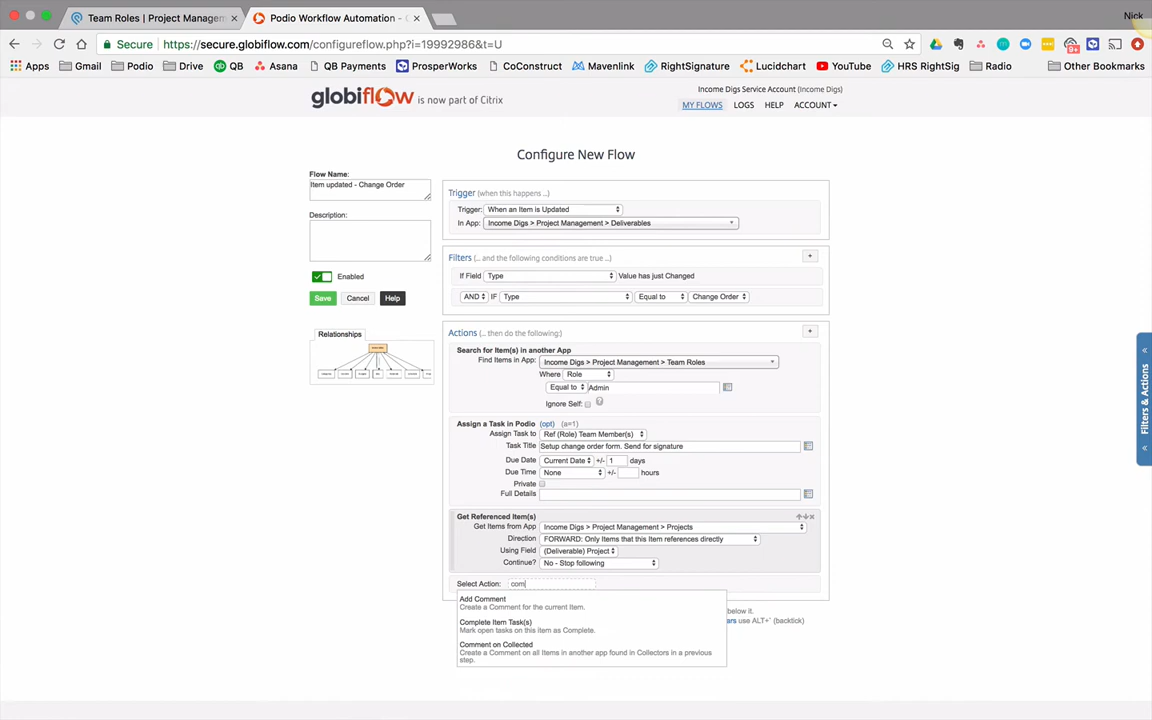 Team Roles | Project Managem
Podio Workflow Automation -
Nick
Secure
https://secure.globiflow.com/configureflow.php?i=19992986&t=U
Apps
Gmail
Podio
Drive
QB
Asana
QB Payments
ProsperWorks
CoConstruct
Mavenlink
RightSignature
Lucidchart
YouTube
HRS RightSig
Radio
Other Bookmarks
globiflow is now part of Citrix
Income Digs Service Account (Income Digs)
MY FLOWS LOGS HELP ACCOUNT
Configure New Flow
Flow Name:
Item updated - Change Order
Description:
Enabled
Save
Cancel
Help
Relationships
Trigger (when this happens ..)
Trigger: When an Item is Updated
In App: Income Digs > Project Management > Deliverables
Filters (... and the following conditions are true ...)
+
If Field Type Value has just Changed
AND IF Type Equal to Change Order
Actions (... then do the following:)
+
Search for Item(s) in another App
Find Items in App: Income Digs > Project Management > Team Roles
Where Role
Equal to Admin
Ignore Self:
Assign a Task in Podio (opt) (a=1)
Assign Task to Ref (Role) Team Member(s)
Task Title Setup change order form. Send for signature
Due Date Current Date +/- 1 days
Due Time None +/- hours
Private
Full Details
Get Referenced Item(s)
Get Items from App Income Digs > Project Management > Projects
Direction FORWARD: Only Items that this Item references directly
Using Field (Deliverable) Project
Continue? No - Stop following
Select Action: com
Add Comment
Create a Comment for the current Item.
Complete Item Task(s)
Mark open tasks on this item as Complete.
Comment on Collected
Create a Comment on all Items in another app found in Collectors in a previous
step.
below it.
ars use ALT+` (backtick)
Filters & Actions